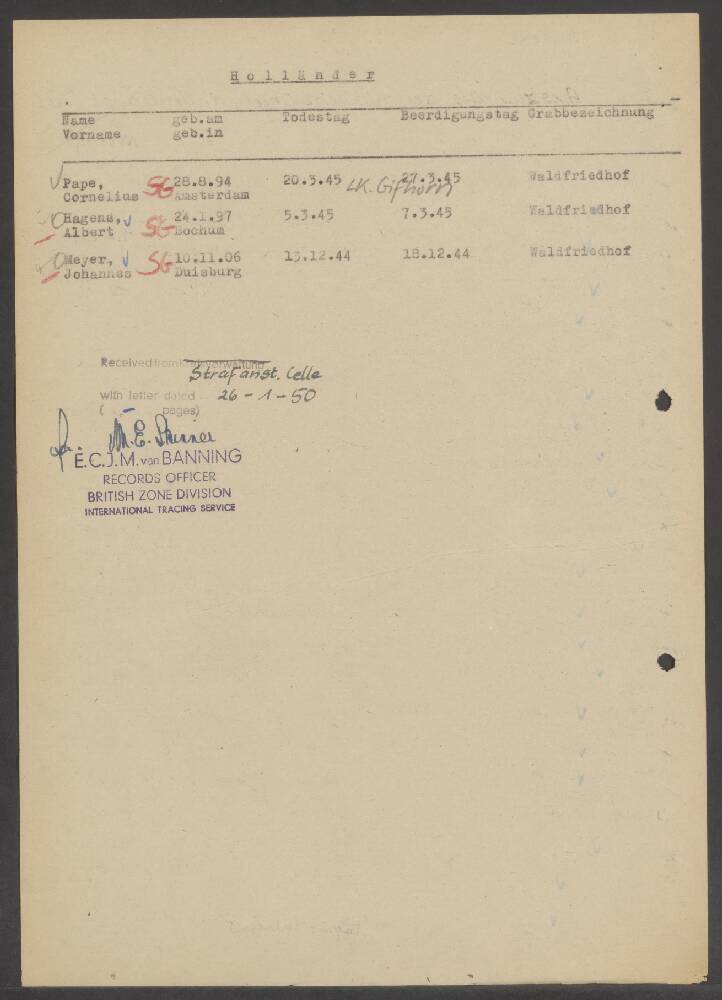 Holländer
Name geb.am Todestag Beerdigungstag Grabbezeichnung
Vorname geb.in
Pape, SG 28.8.94 20.3.45 LK. Gifhorn 27.3.45 Waldfriedhof
Cornelius Amsterdam
Hagens, 24.1.97 5.3.45 7.3.45 Waldfriedhof
Albert SG Bochum
Meyer, SG 10.11.06 13.12.44 18.12.44 Waldfriedhof
Johannes Duisburg
Received from Kreisverwaltung
Strafanst. Celle
with letter dated 26-1-50
( pages)
E.C.J.M. van BANNING
RECORDS OFFICER
BRITISH ZONE DIVISION
INTERNATIONAL TRACING SERVICE